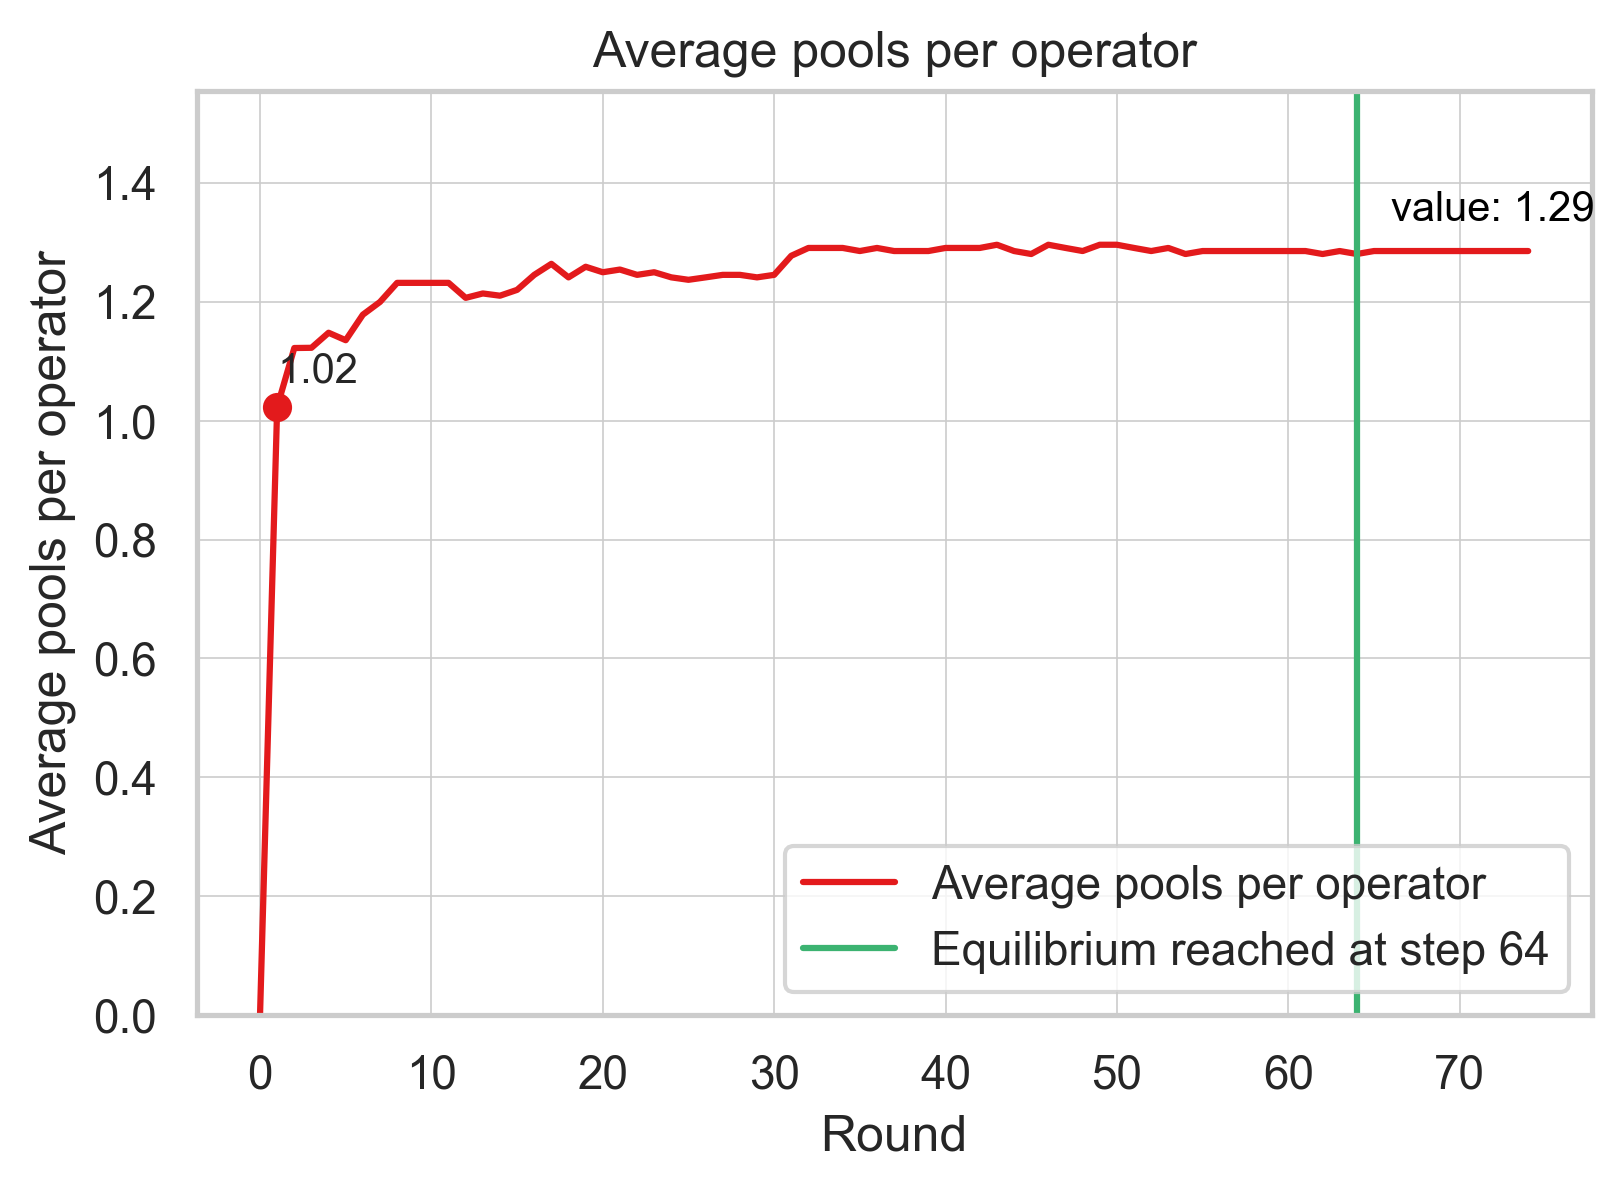 Average pools per operator
Average pools per operator
1.4
1.2
1.0
0.8
0.6
0.4
0.2
0.0
value: 1.29
1.02
Average pools per operator
Equilibrium reached at step 64
0 10 20 30 40 50 60 70
Round